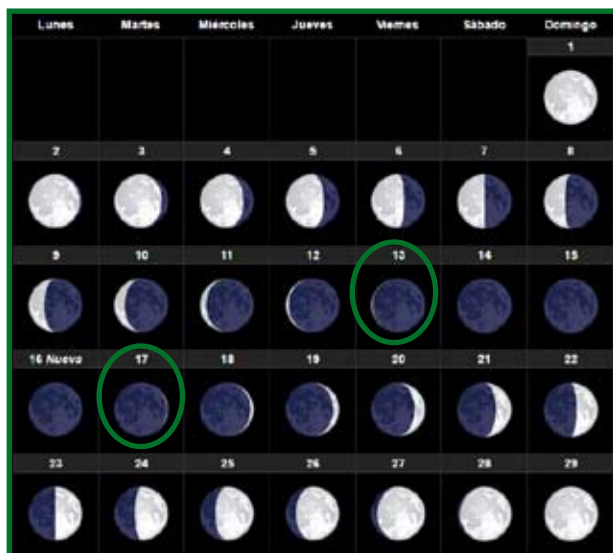 Lunes Martes Miércoles Jueves Viernes Sábado Domingo
1
2 3 4 5 6 7 8
9 10 11 12 13 14 15
16 Nueva 17 18 19 20 21 22
23 24 25 26 27 28 29